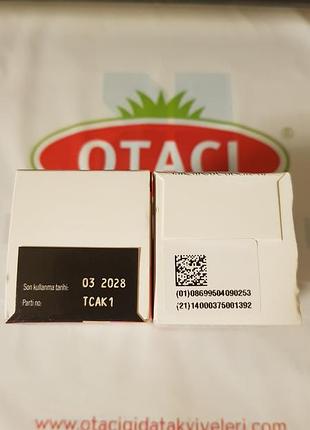 OTACI
®
Son kullanma tarihi: 03 2028
Parti no: TCAK1
(01)08699504090253
(21)14000375001392
www.otacigidatakviyeleri.com